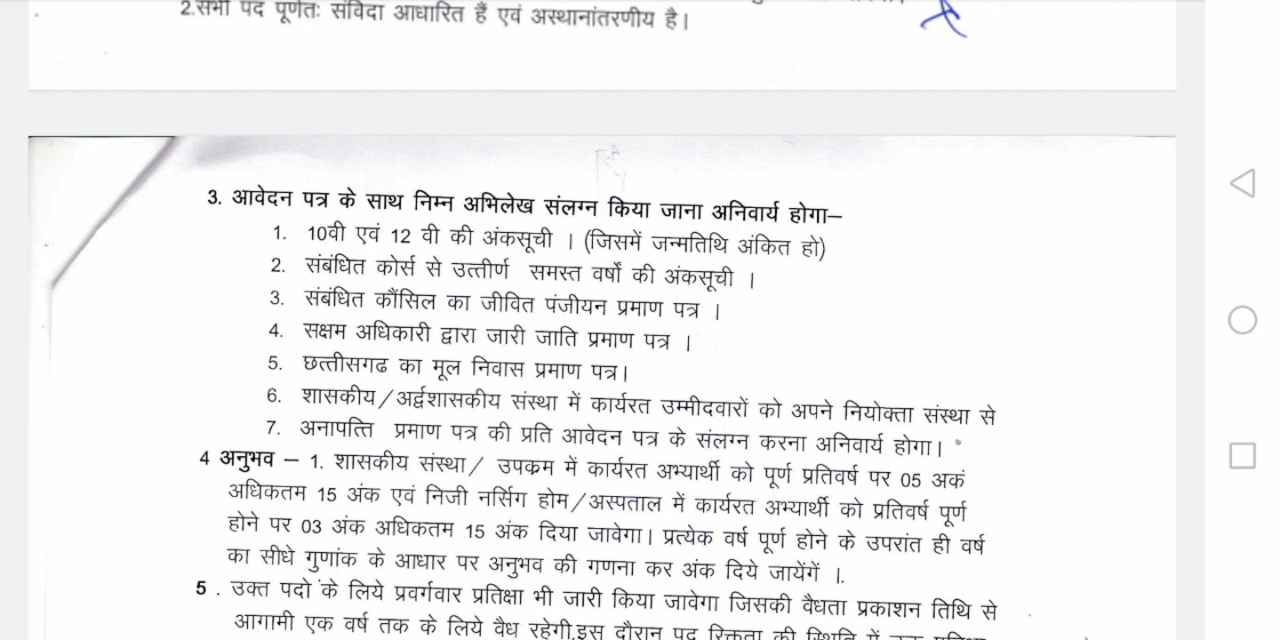 2.सभी पद पूर्णतः संविदा आधारित हैं एवं अस्थानांतरणीय है।
3. आवेदन पत्र के साथ निम्न अभिलेख संलग्न किया जाना अनिवार्य होगा–
1. 10वी एवं 12 वी की अंकसूची । (जिसमें जन्मतिथि अंकित हो)
2. संबंधित कोर्स से उत्तीर्ण समस्त वर्षों की अंकसूची ।
3. संबंधित कौंसिल का जीवित पंजीयन प्रमाण पत्र ।
4. सक्षम अधिकारी द्वारा जारी जाति प्रमाण पत्र ।
5. छत्तीसगढ का मूल निवास प्रमाण पत्र।
6. शासकीय/अर्द्वशासकीय संस्था में कार्यरत उम्मीदवारों को अपने नियोक्ता संस्था से
7. अनापत्ति प्रमाण पत्र की प्रति आवेदन पत्र के संलग्न करना अनिवार्य होगा।
4 अनुभव – 1. शासकीय संस्था/ उपकम में कार्यरत अभ्यार्थी को पूर्ण प्रतिवर्ष पर 05 अकं
अधिकतम 15 अंक एवं निजी नर्सिग होम/अस्पताल में कार्यरत अभ्यार्थी को प्रतिवर्ष पूर्ण
होने पर 03 अंक अधिकतम 15 अंक दिया जावेगा। प्रत्येक वर्ष पूर्ण होने के उपरांत ही वर्ष
का सीधे गुणांक के आधार पर अनुभव की गणना कर अंक दिये जायेंगें ।.
5 . उक्त पदो के लिये प्रवर्गवार प्रतिक्षा भी जारी किया जावेगा जिसकी वैधता प्रकाशन तिथि से
आगामी एक वर्ष तक के लिये वैध रहेगी.इस दौरान पद रिक्तता की स्थिति में